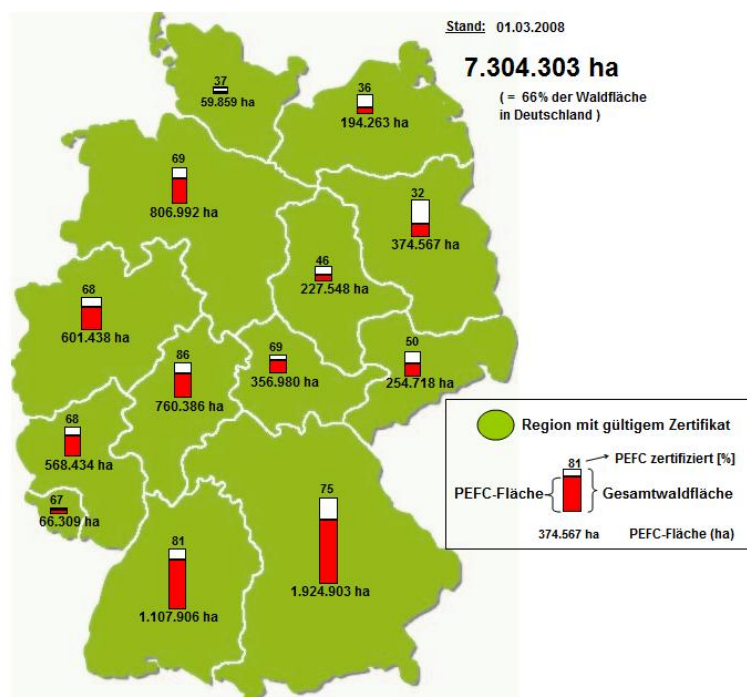 Stand: 01.03.2008
7.304.303 ha
( = 66% der Waldfläche
in Deutschland )
37
59.859 ha
36
194.263 ha
69
806.992 ha
32
374.567 ha
46
227.548 ha
68
601.438 ha
86
760.386 ha
69
356.980 ha
50
254.718 ha
68
568.434 ha
67
66.309 ha
81
1.107.906 ha
75
1.924.903 ha
Region mit gültigem Zertifikat
81 PEFC zertifiziert [%]
PEFC-Fläche Gesamtwaldfläche
374.567 ha PEFC-Fläche (ha)